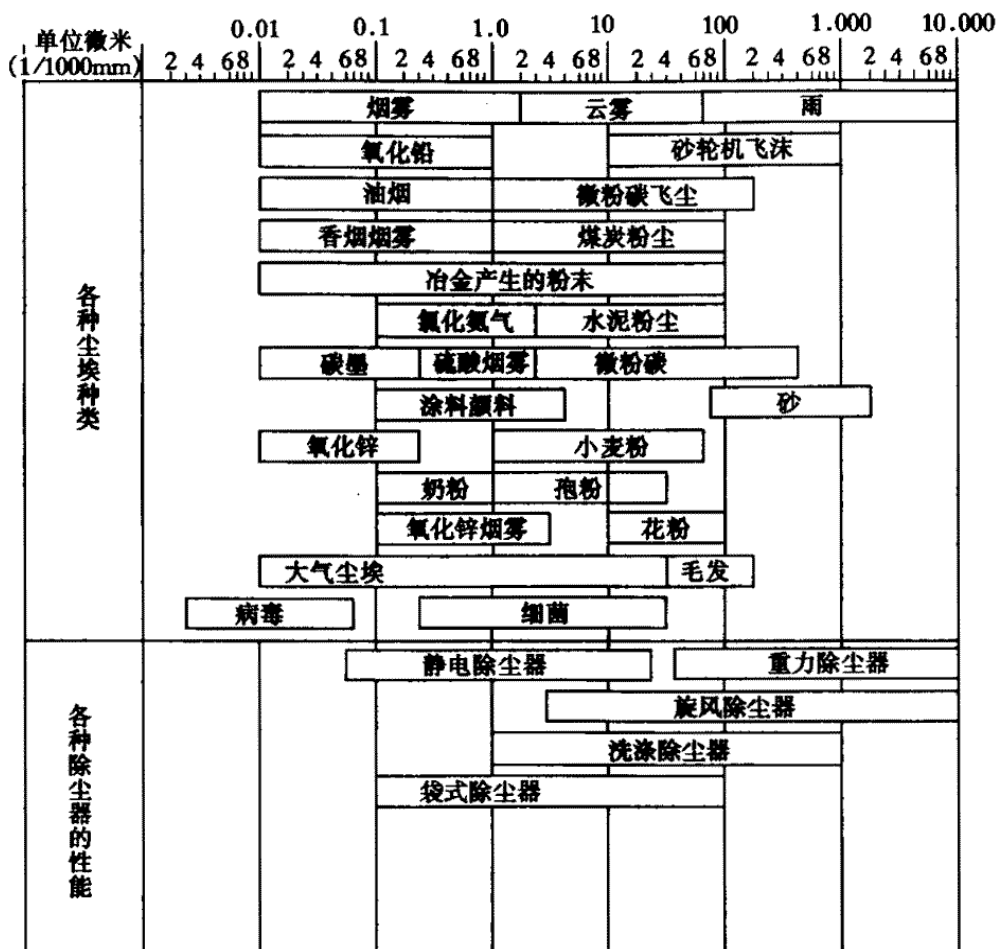 单位微米
(1/1000mm)
0.01 0.1 1.0 10 100 1.000 10.000
2 4 68 2 4 68 2 4 68 2 4 68 2 4 68 2 4 68 2 4 68
各种尘埃种类
烟雾 云雾 雨
氧化铅 砂轮机飞沫
油烟 微粉碳飞尘
香烟烟雾 煤炭粉尘
冶金产生的粉末
氯化氨气 水泥粉尘
碳墨 硫酸烟雾 微粉碳
涂料颜料 砂
氧化锌 小麦粉
奶粉 孢粉
氧化锌烟雾 花粉
大气尘埃 毛发
病毒 细菌
各种除尘器的性能
静电除尘器 重力除尘器
旋风除尘器
洗涤除尘器
袋式除尘器